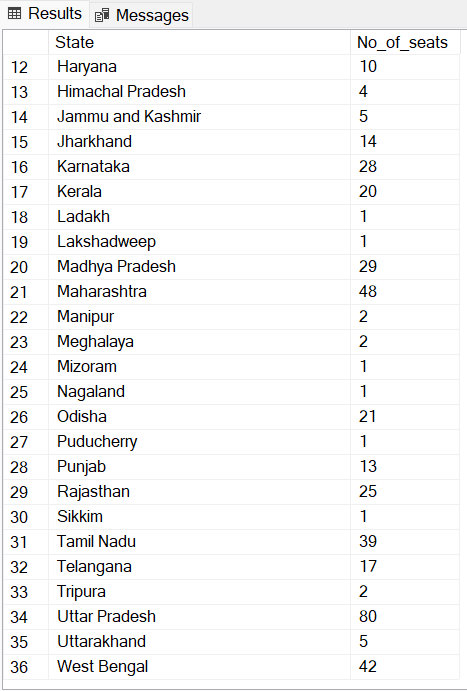 Results Messages
State No_of_seats
12 Haryana 10
13 Himachal Pradesh 4
14 Jammu and Kashmir 5
15 Jharkhand 14
16 Karnataka 28
17 Kerala 20
18 Ladakh 1
19 Lakshadweep 1
20 Madhya Pradesh 29
21 Maharashtra 48
22 Manipur 2
23 Meghalaya 2
24 Mizoram 1
25 Nagaland 1
26 Odisha 21
27 Puducherry 1
28 Punjab 13
29 Rajasthan 25
30 Sikkim 1
31 Tamil Nadu 39
32 Telangana 17
33 Tripura 2
34 Uttar Pradesh 80
35 Uttarakhand 5
36 West Bengal 42